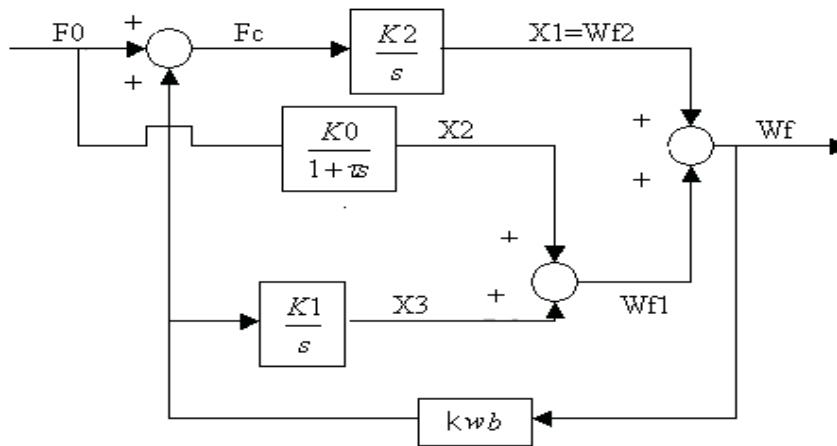 +
F0
Fc
+
K2
s
X1=Wf2
+
Wf
+
K0
1+τs
X2
+
+
Wf1
K1
s
X3
kwb